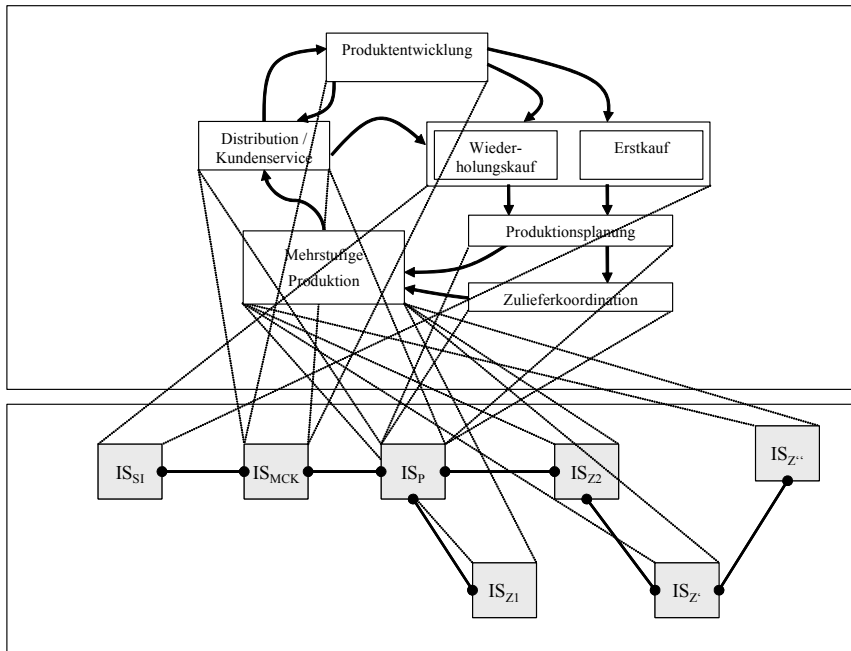 Produktentwicklung
Distribution /
Kundenservice
Wieder-
holungskauf
Erstkauf
Produktionsplanung
Mehrstufige
Produktion
Zulieferkoordination
IS_SI
IS_MCK
IS_P
IS_Z2
IS_Z‘‘
IS_Z1
IS_Z‘